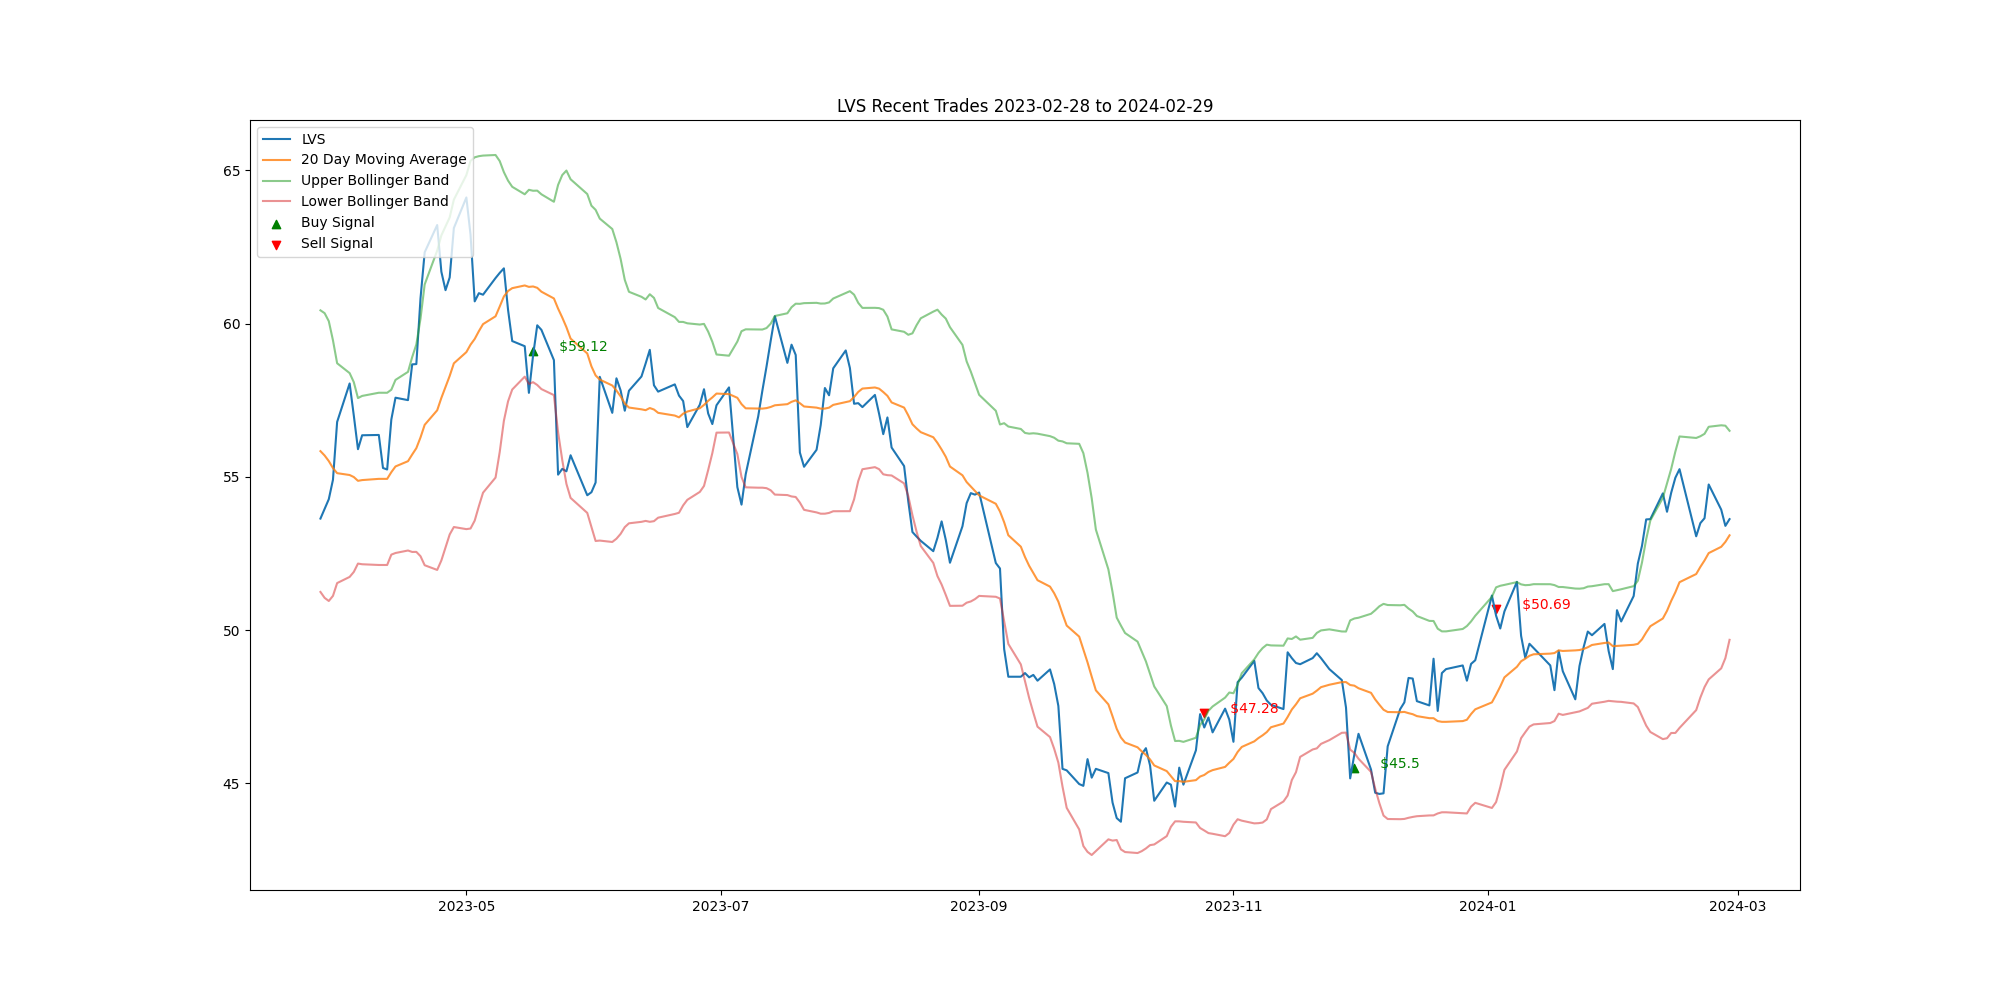 LVS Recent Trades 2023-02-28 to 2024-02-29
LVS
20 Day Moving Average
Upper Bollinger Band
Lower Bollinger Band
Buy Signal
Sell Signal
65
60
55
50
45
$59.12
$47.28
$45.5
$50.69
2023-05
2023-07
2023-09
2023-11
2024-01
2024-03